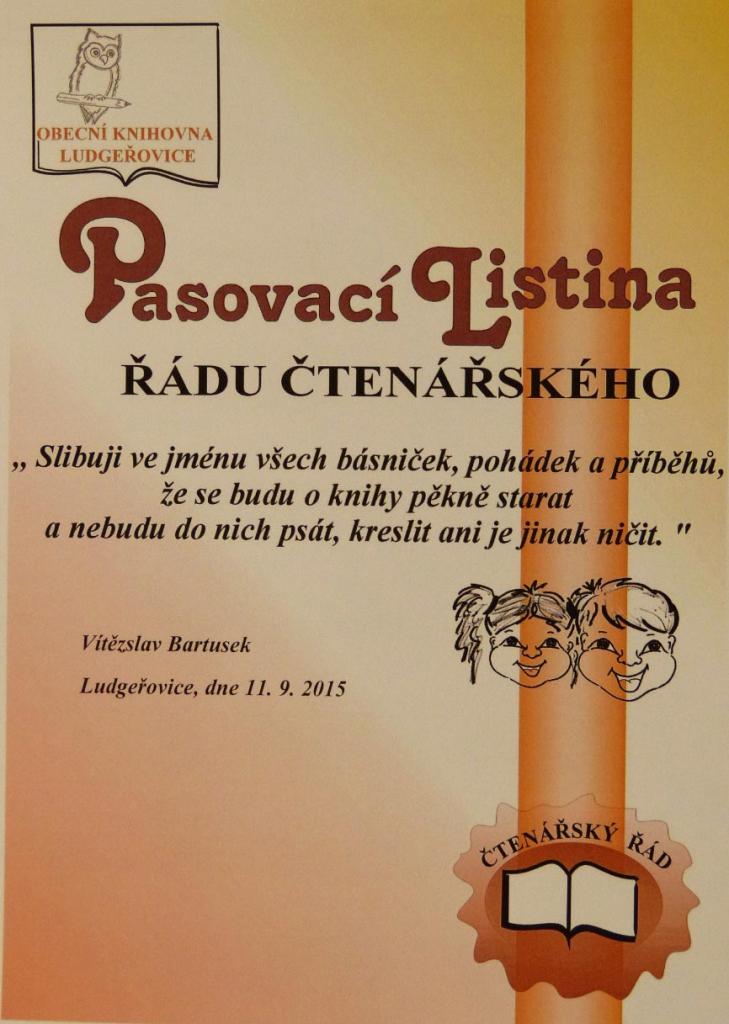 OBECNÍ KNIHOVNA
LUDGEŘOVICE
Pasovací Listina
ŘÁDU ČTENÁŘSKÉHO
,, Slibuji ve jménu všech básniček, pohádek a příběhů,
že se budu o knihy pěkně starat
a nebudu do nich psát, kreslit ani je jinak ničit. "
Vítězslav Bartusek
Ludgeřovice, dne 11. 9. 2015
ČTENÁŘSKÝ ŘÁD